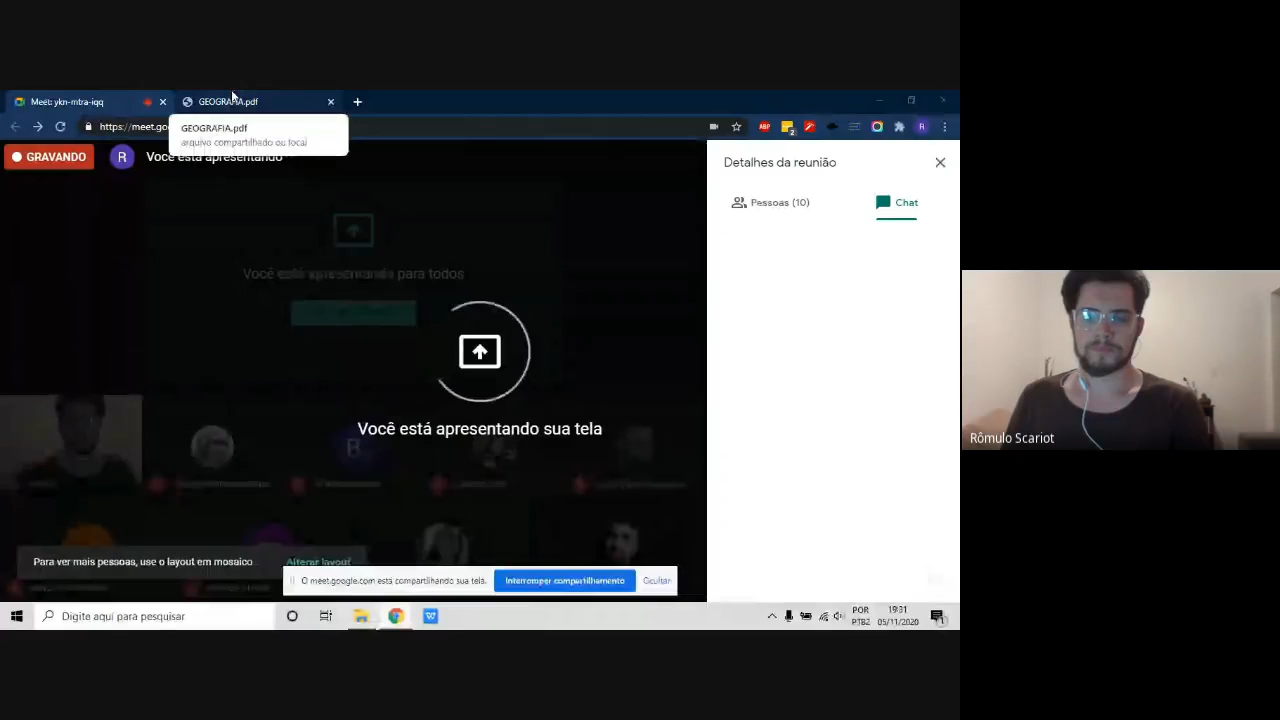 Meet: ykn-mtra-iqq
GEOGRAFIA.pdf
https://meet.go
GEOGRAFIA.pdf
arquivo compartilhado ou local
GRAVANDO
R
Você está apresentando
Detalhes da reunião
Pessoas (10)
Chat
Você está apresentando para todos
Você está apresentando sua tela
Rômulo Scariot
Para ver mais pessoas, use o layout em mosaico
Alterar layout
O meet.google.com está compartilhando sua tela.
Interromper compartilhamento
Ocultar
Digite aqui para pesquisar
POR
PTB2
19:31
05/11/2020